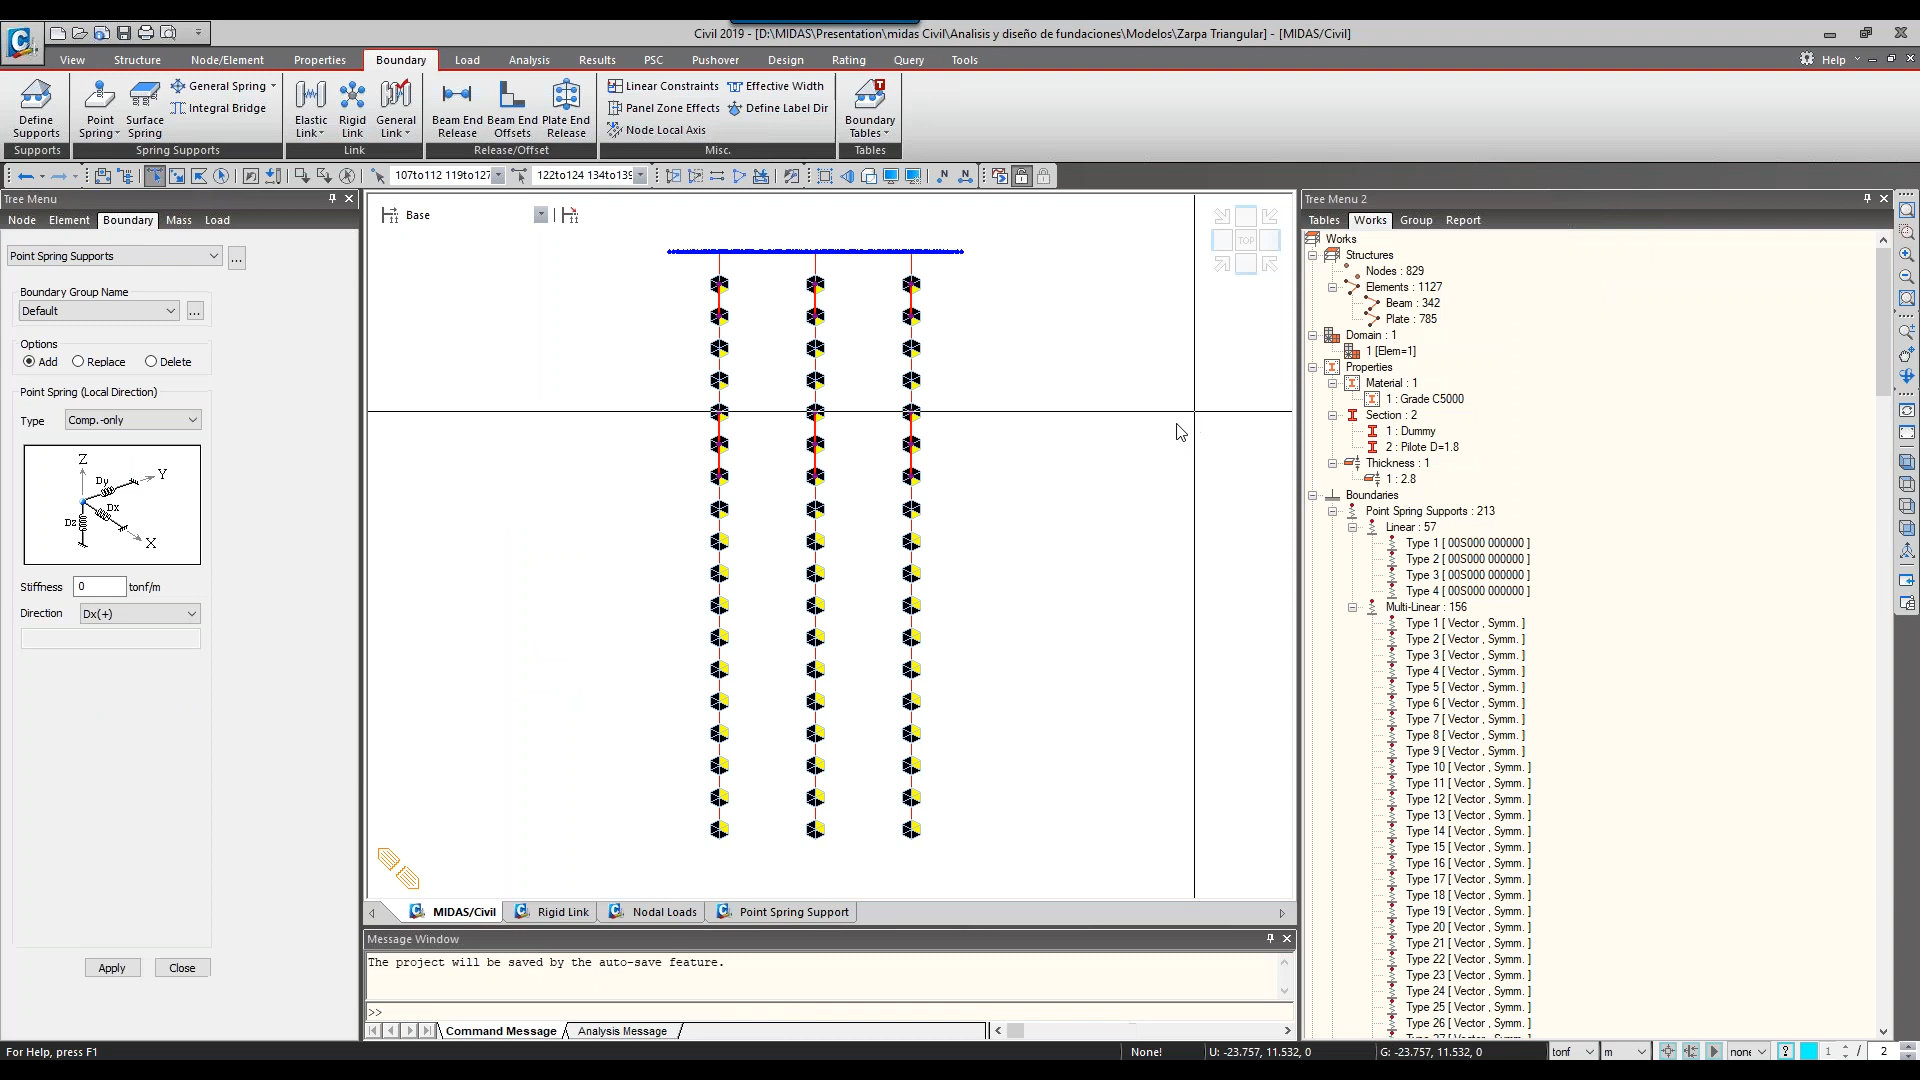 Civil 2019 - [D:\MIDAS\Presentation\midas Civil\Analisis y diseño de fundaciones\Modelos\Zarpa Triangular] - [MIDAS/Civil]
View Structure Node/Element Properties Boundary Load Analysis Results PSC Pushover Design Rating Query Tools Help
Define Supports
Point Spring
Surface Spring
General Spring
Integral Bridge
Elastic Link
Rigid Link
General Link
Beam End Release
Beam End Offsets
Plate End Release
Linear Constraints
Effective Width
Panel Zone Effects
Define Label Dir
Node Local Axis
Boundary Tables
Supports Spring Supports Link Release/Offset Misc. Tables
107to112 119to127
122to124 134to139
Tree Menu
Node Element Boundary Mass Load
Point Spring Supports
...
Boundary Group Name
Default
...
Options
Add Replace Delete
Point Spring (Local Direction)
Type Comp.-only
Z
Dy
Y
Dx
Dz
X
Stiffness 0 tonf/m
Direction Dx(+)
Apply Close
Base
TOP
MIDAS/Civil Rigid Link Nodal Loads Point Spring Support
Message Window
The project will be saved by the auto-save feature.
>>
Command Message Analysis Message
Tree Menu 2
Tables Works Group Report
Works
Structures
Nodes : 829
Elements : 1127
Beam : 342
Plate : 785
Domain : 1
1 [Elem=1]
Properties
Material : 1
1 : Grade C5000
Section : 2
1 : Dummy
2 : Pilote D=1.8
Thickness : 1
1 : 2.8
Boundaries
Point Spring Supports : 213
Linear : 57
Type 1 [ 00S000 000000 ]
Type 2 [ 00S000 000000 ]
Type 3 [ 00S000 000000 ]
Type 4 [ 00S000 000000 ]
Multi-Linear : 156
Type 1 [ Vector , Symm. ]
Type 2 [ Vector , Symm. ]
Type 3 [ Vector , Symm. ]
Type 4 [ Vector , Symm. ]
Type 5 [ Vector , Symm. ]
Type 6 [ Vector , Symm. ]
Type 7 [ Vector , Symm. ]
Type 8 [ Vector , Symm. ]
Type 9 [ Vector , Symm. ]
Type 10 [ Vector , Symm. ]
Type 11 [ Vector , Symm. ]
Type 12 [ Vector , Symm. ]
Type 13 [ Vector , Symm. ]
Type 14 [ Vector , Symm. ]
Type 15 [ Vector , Symm. ]
Type 16 [ Vector , Symm. ]
Type 17 [ Vector , Symm. ]
Type 18 [ Vector , Symm. ]
Type 19 [ Vector , Symm. ]
Type 20 [ Vector , Symm. ]
Type 21 [ Vector , Symm. ]
Type 22 [ Vector , Symm. ]
Type 23 [ Vector , Symm. ]
Type 24 [ Vector , Symm. ]
Type 25 [ Vector , Symm. ]
Type 26 [ Vector , Symm. ]
For Help, press F1
None! U: -23.757, 11.532, 0 G: -23.757, 11.532, 0 tonf m none ? 1 / 2